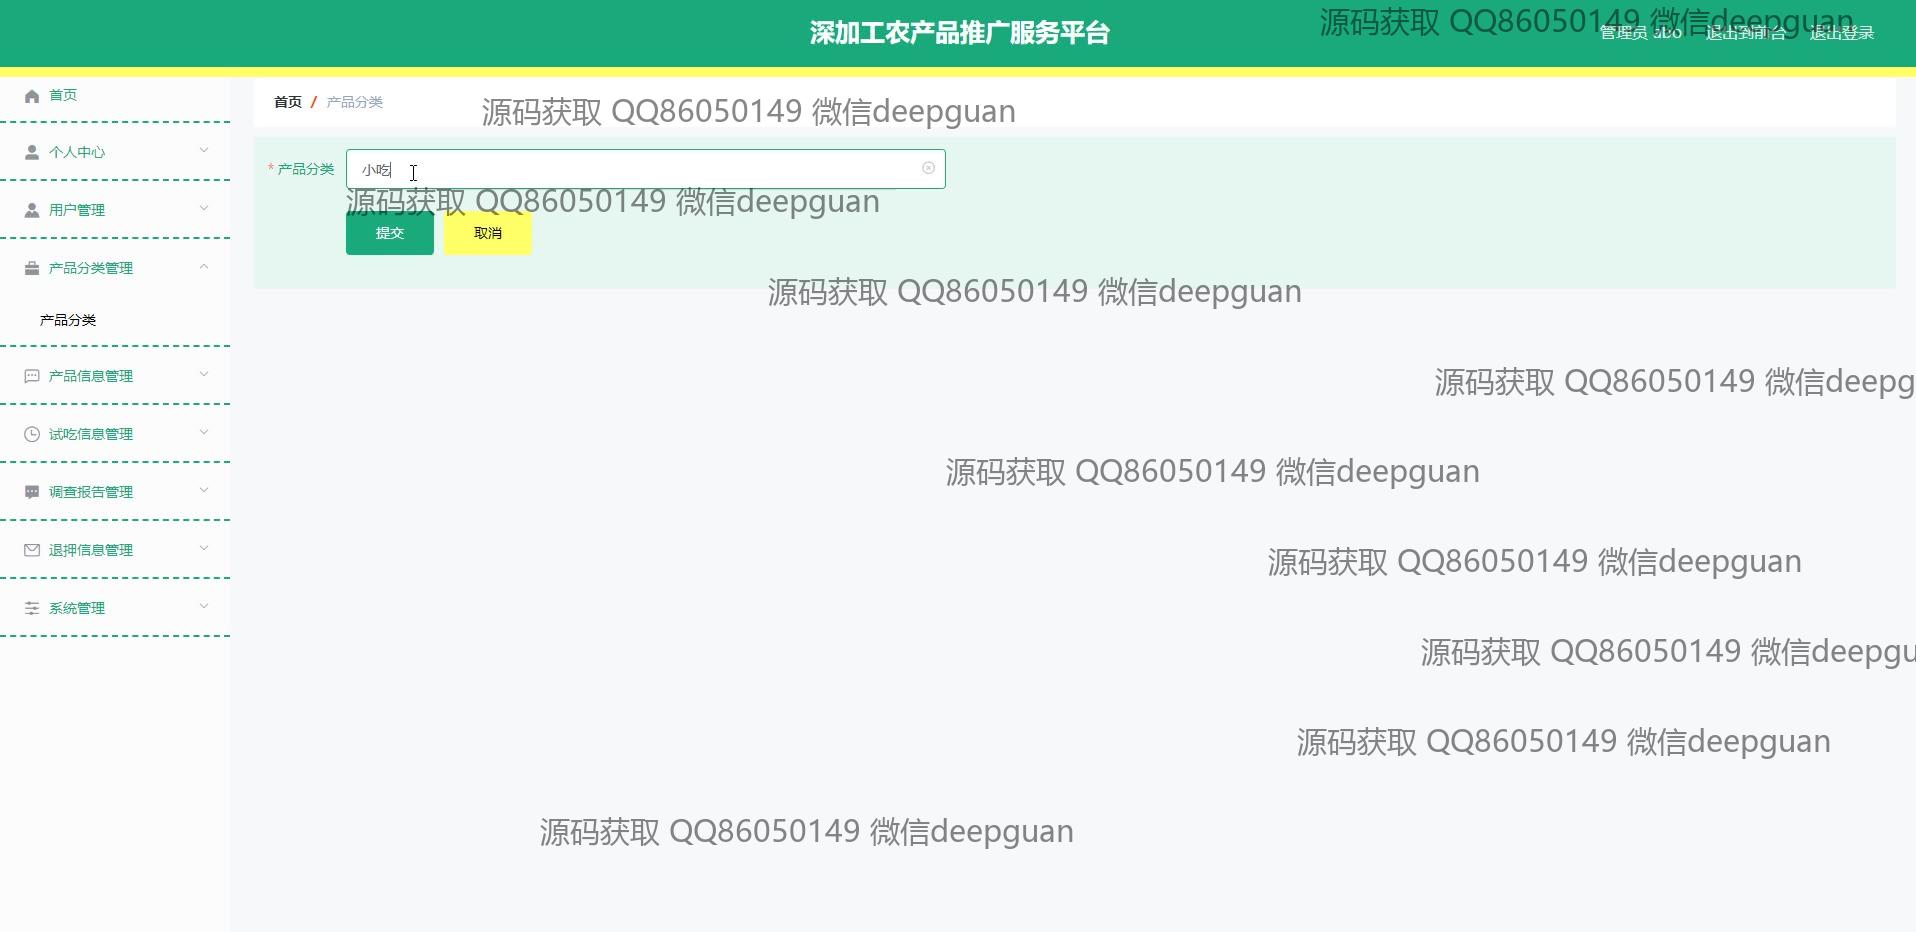 深加工农产品推广服务平台
源码获取 QQ86050149 微信deepguan
管理员 abo 退出到前台 退出登录
首页
首页 / 产品分类
源码获取 QQ86050149 微信deepguan
个人中心
* 产品分类 小吃
源码获取 QQ86050149 微信deepguan
用户管理
提交 取消
产品分类管理
源码获取 QQ86050149 微信deepguan
产品分类
产品信息管理
源码获取 QQ86050149 微信deepg
试吃信息管理
源码获取 QQ86050149 微信deepguan
调查报告管理
退押信息管理
源码获取 QQ86050149 微信deepguan
系统管理
源码获取 QQ86050149 微信deepgu
源码获取 QQ86050149 微信deepguan
源码获取 QQ86050149 微信deepguan